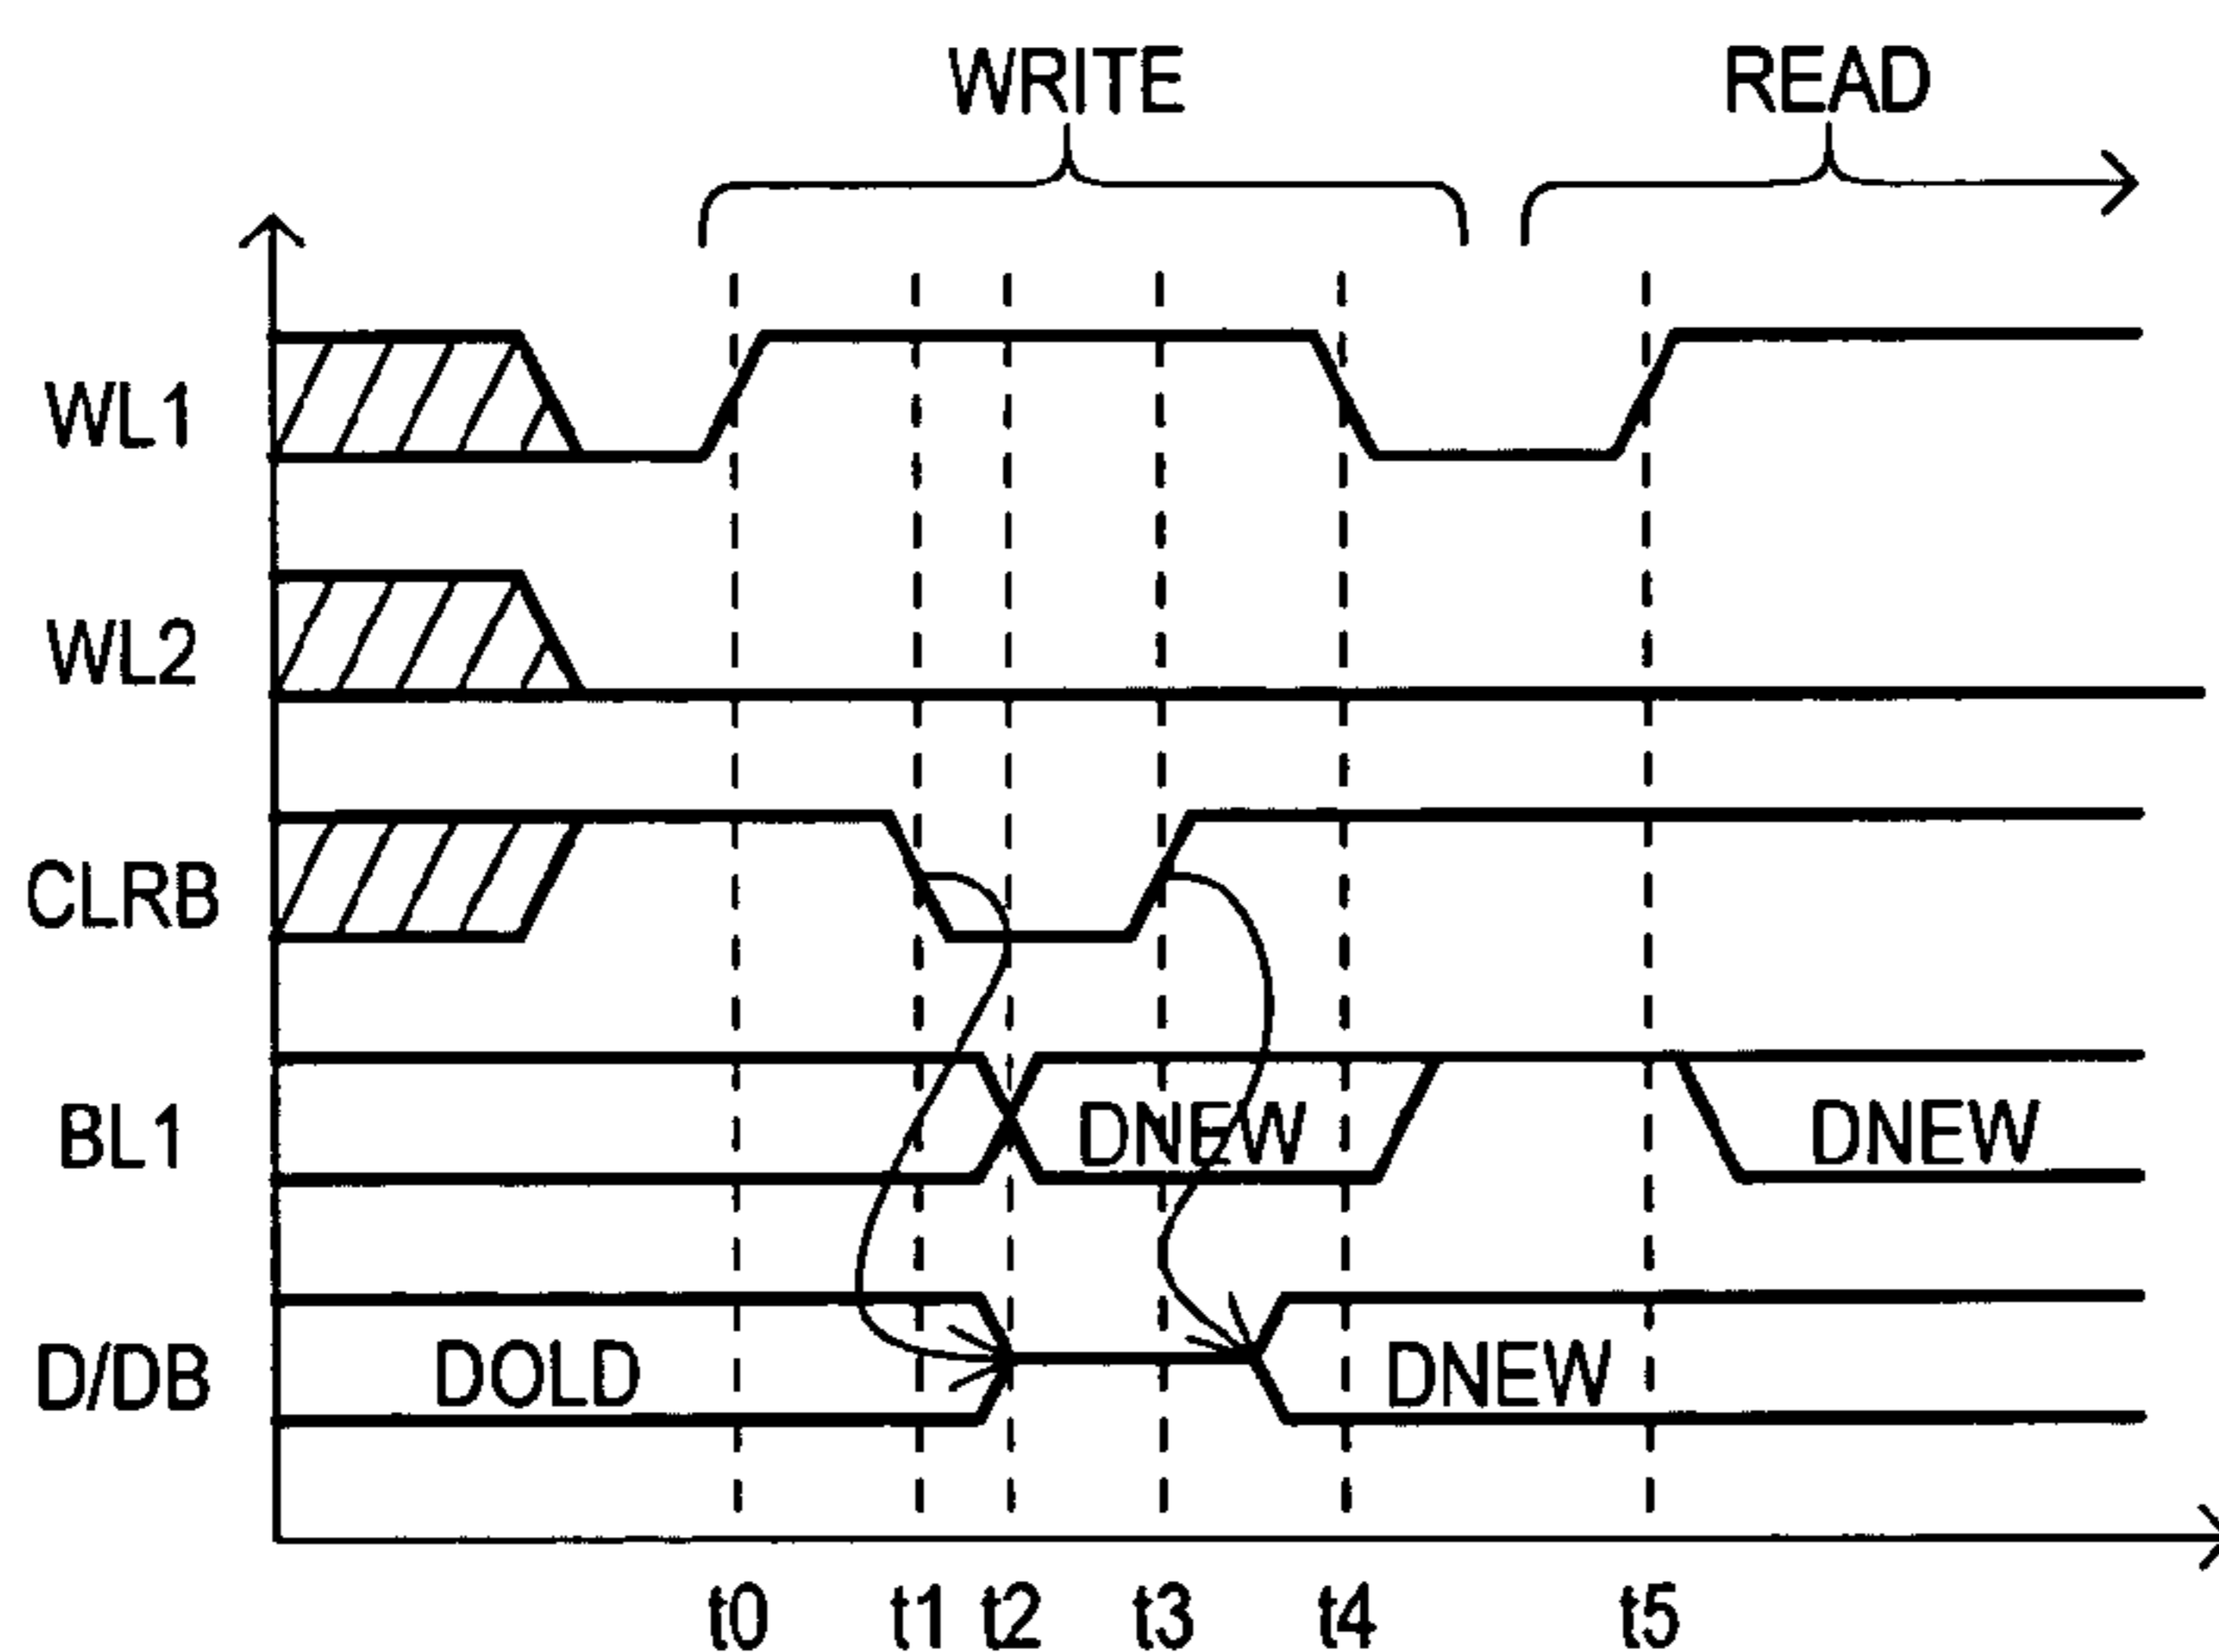 WRITE READ
WL1
WL2
CLRB
BL1 DNEW DNEW
D/DB DOLD DNEW
t0 t1 t2 t3 t4 t5